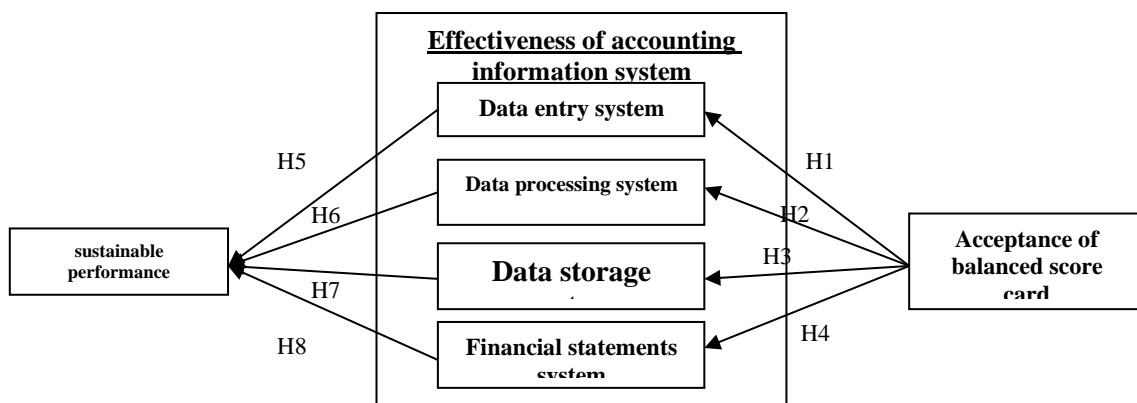 Effectiveness of accounting
information system
Data entry system
H5
H1
Data processing system
H6
H2
sustainable
performance
Data storage
H3
Acceptance of
balanced score
card
H7
Financial statements
system
H8
H4